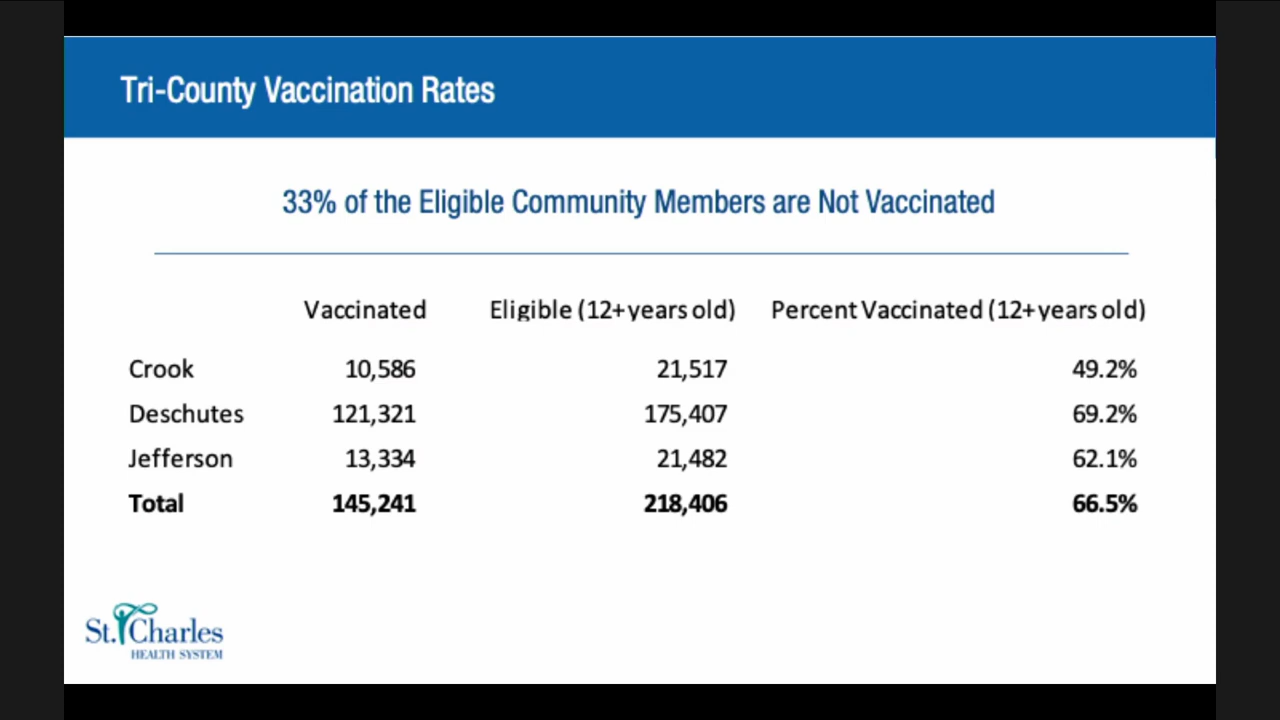 Tri-County Vaccination Rates
33% of the Eligible Community Members are Not Vaccinated
Vaccinated Eligible (12+years old) Percent Vaccinated (12+years old)
Crook 10,586 21,517 49.2%
Deschutes 121,321 175,407 69.2%
Jefferson 13,334 21,482 62.1%
Total 145,241 218,406 66.5%
St. Charles
HEALTH SYSTEM